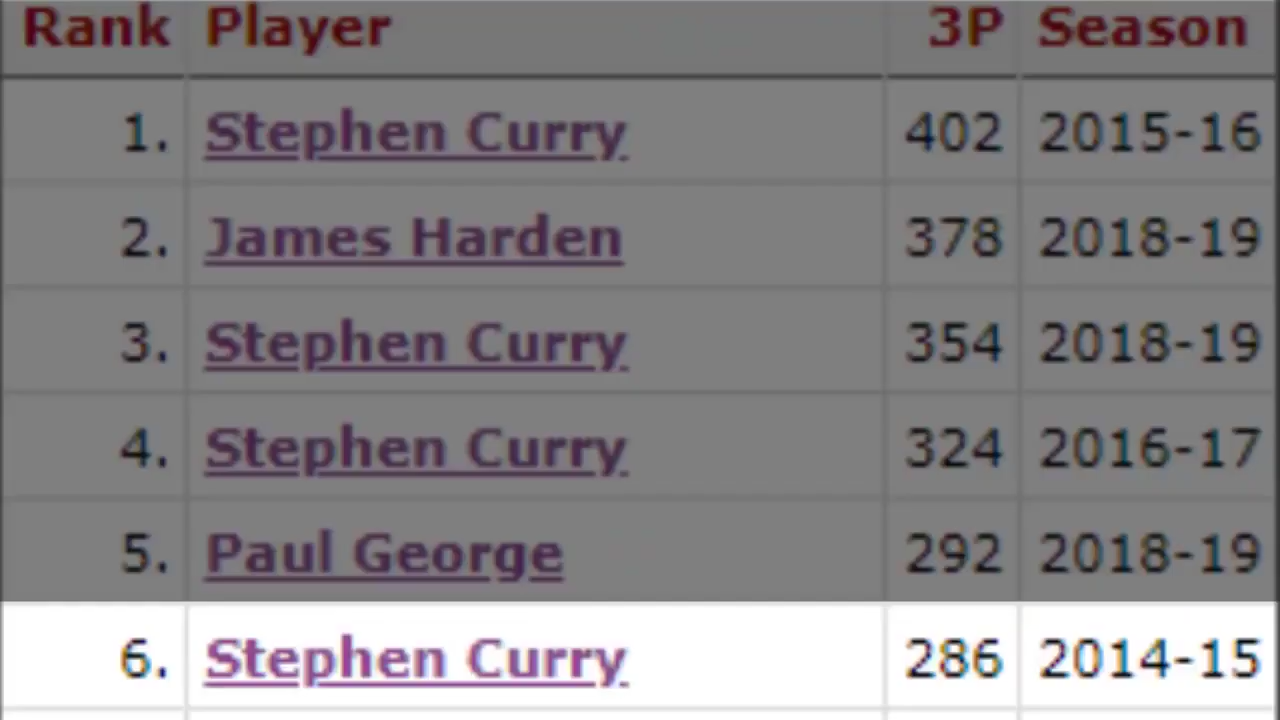 Rank Player 3P Season
1. Stephen Curry 402 2015-16
2. James Harden 378 2018-19
3. Stephen Curry 354 2018-19
4. Stephen Curry 324 2016-17
5. Paul George 292 2018-19
6. Stephen Curry 286 2014-15